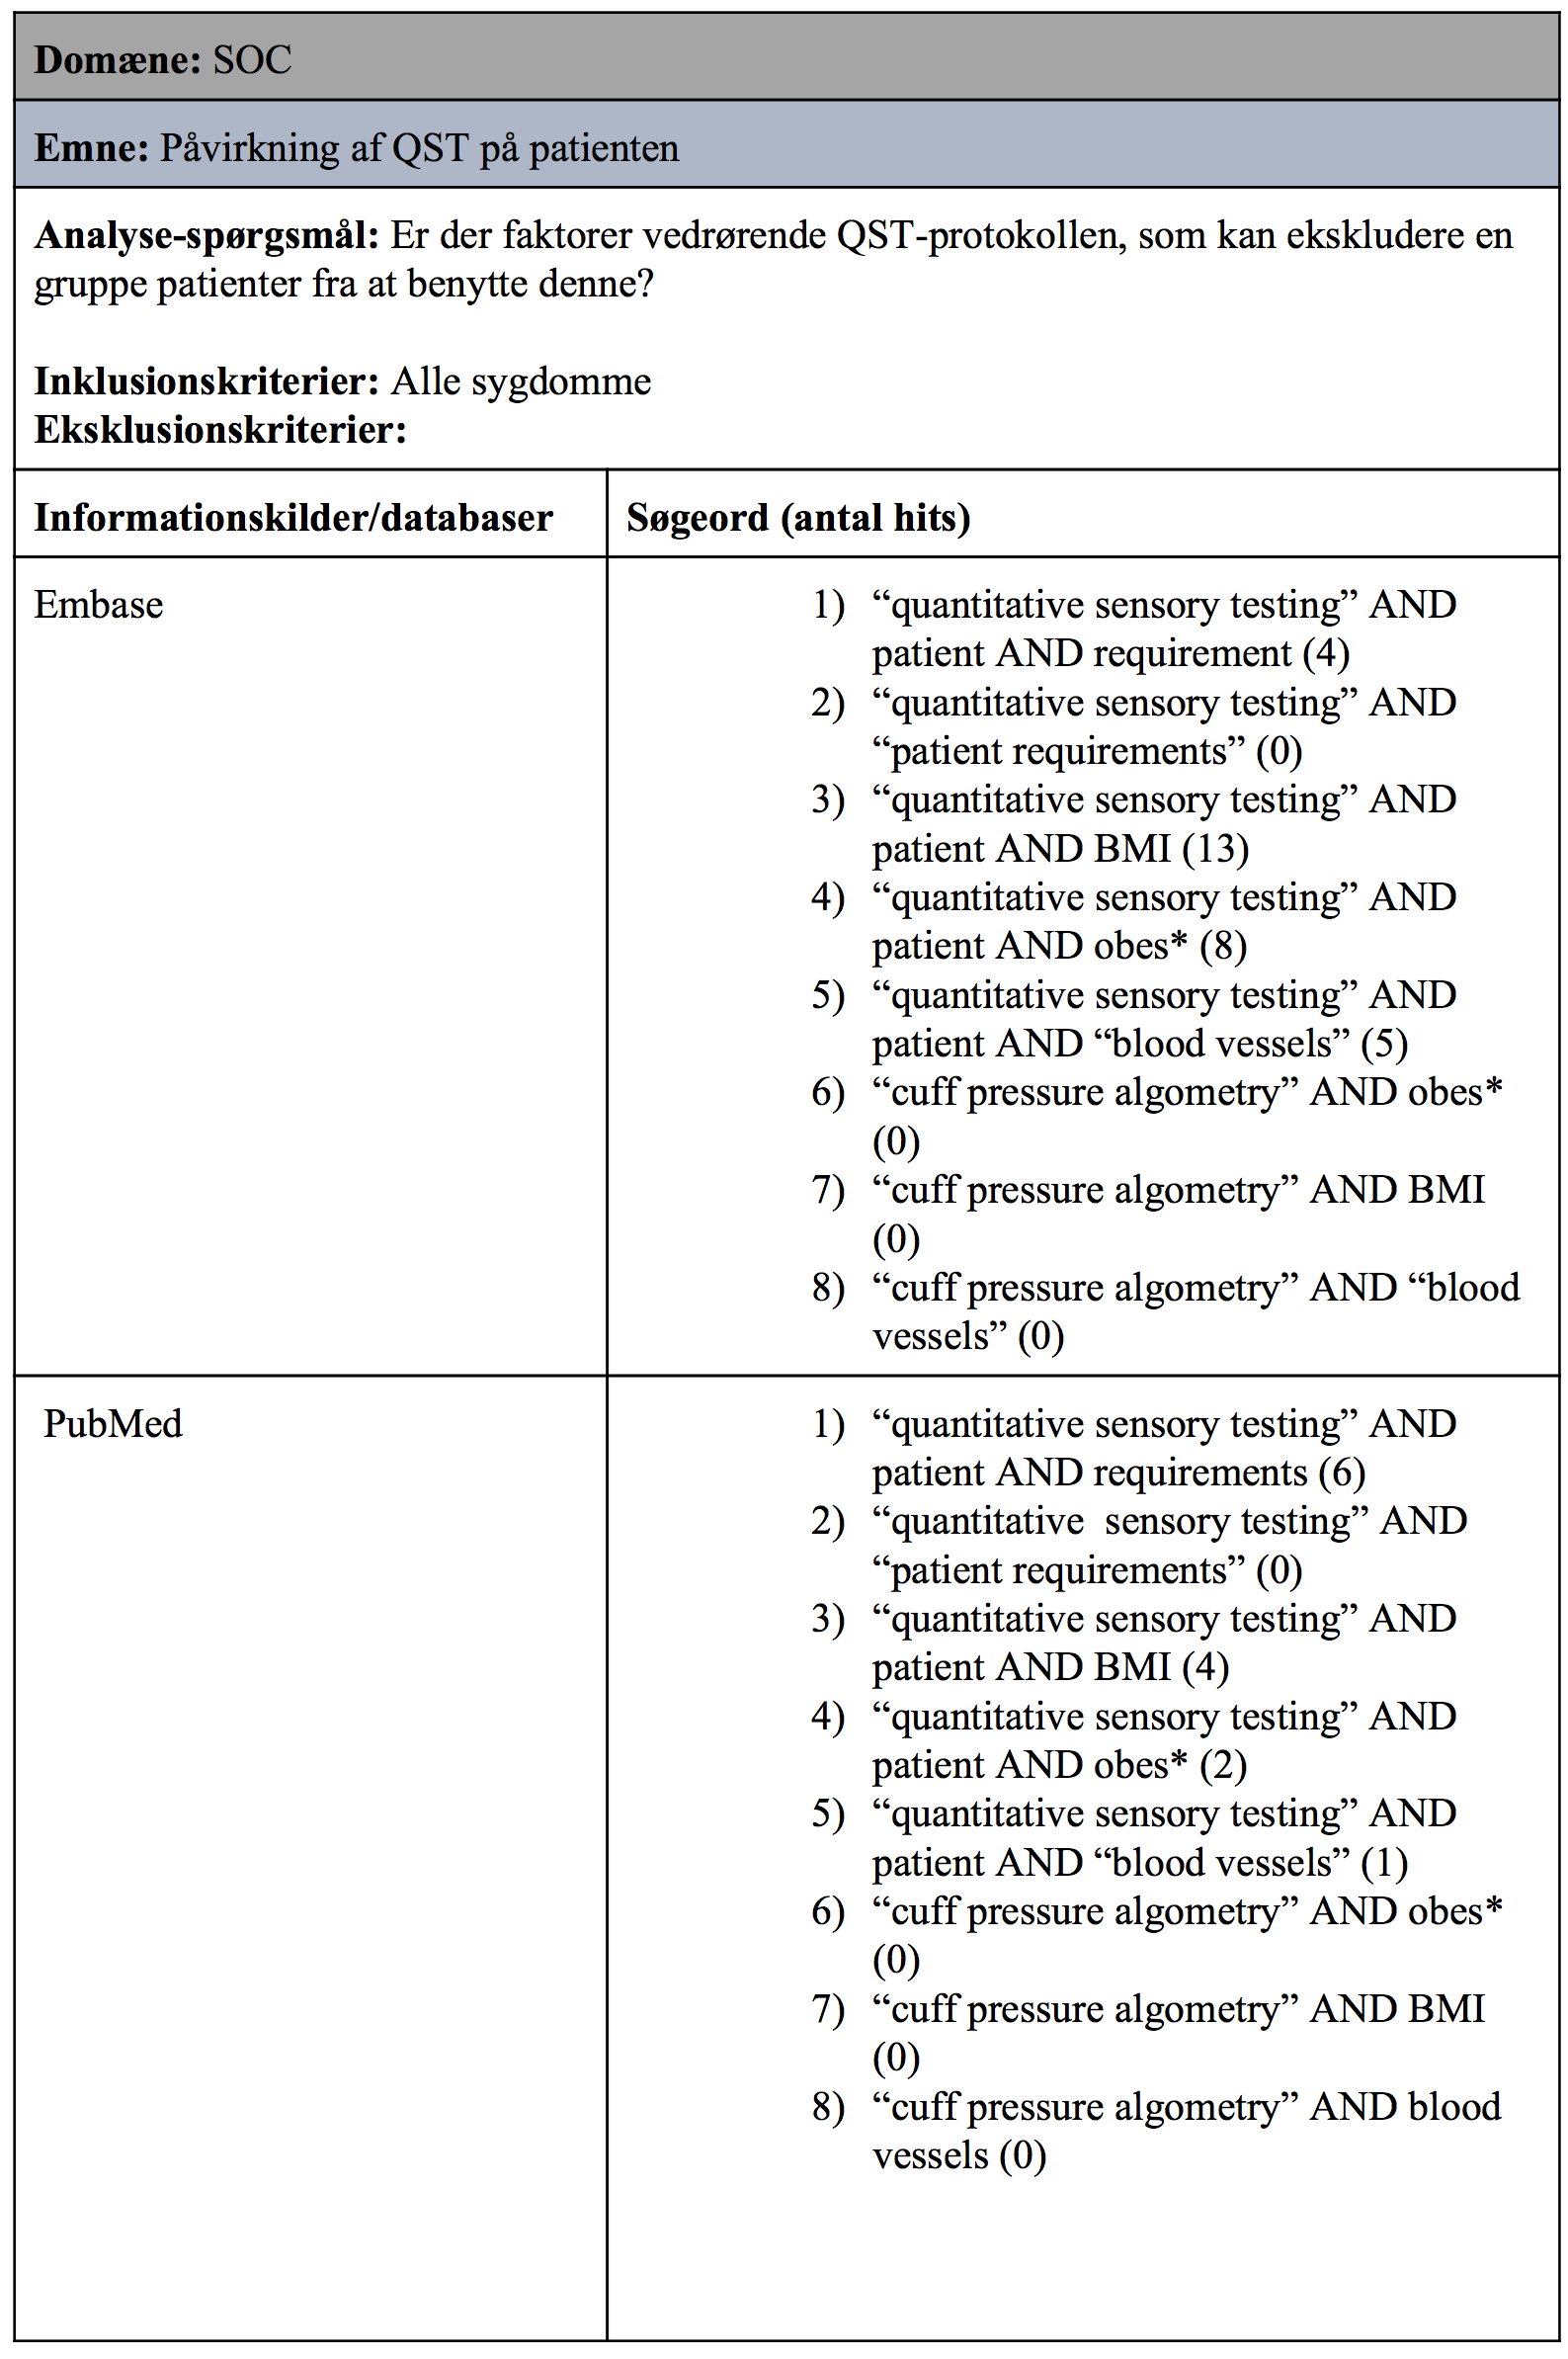 Domæne: SOC
Emne: Påvirkning af QST på patienten
Analyse-spørgsmål: Er der faktorer vedrørende QST-protokollen, som kan ekskludere en
gruppe patienter fra at benytte denne?
Inklusionskriterier: Alle sygdomme
Eksklusionskriterier:
Informationskilder/databaser
Søgeord (antal hits)
Embase
1) “quantitative sensory testing” AND
patient AND requirement (4)
2) “quantitative sensory testing” AND
“patient requirements” (0)
3) “quantitative sensory testing” AND
patient AND BMI (13)
4) “quantitative sensory testing” AND
patient AND obes* (8)
5) “quantitative sensory testing” AND
patient AND “blood vessels” (5)
6) “cuff pressure algometry” AND obes*
(0)
7) “cuff pressure algometry” AND BMI
(0)
8) “cuff pressure algometry” AND “blood
vessels” (0)
PubMed
1) “quantitative sensory testing” AND
patient AND requirements (6)
2) “quantitative  sensory testing” AND
“patient requirements” (0)
3) “quantitative sensory testing” AND
patient AND BMI (4)
4) “quantitative sensory testing” AND
patient AND obes* (2)
5) “quantitative sensory testing” AND
patient AND “blood vessels” (1)
6) “cuff pressure algometry” AND obes*
(0)
7) “cuff pressure algometry” AND BMI
(0)
8) “cuff pressure algometry” AND blood
vessels (0)